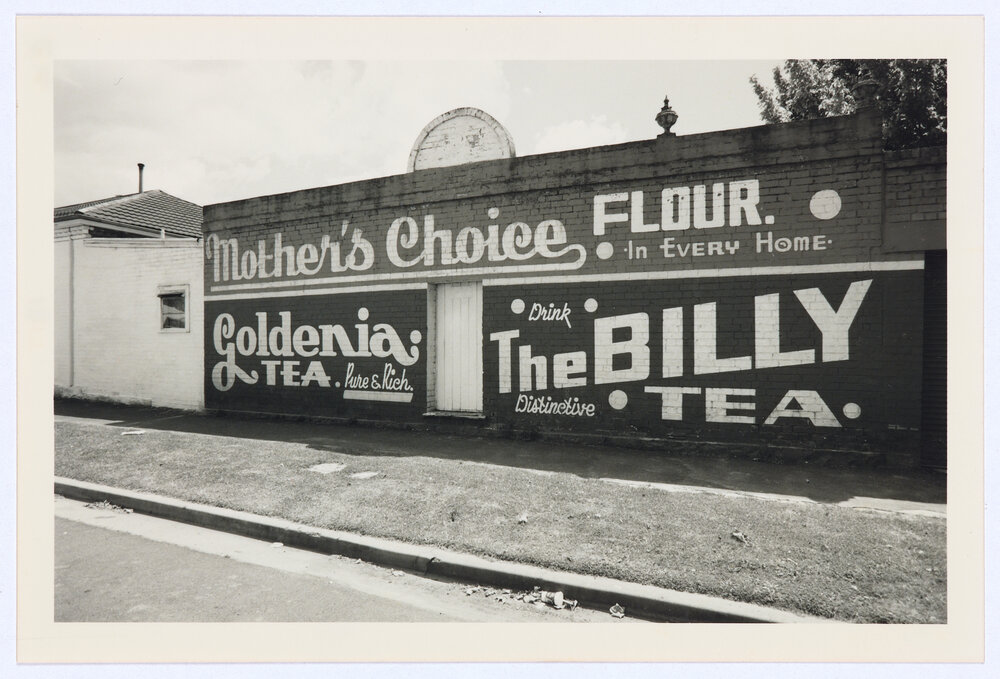 Mother's Choice FLOUR.
·In EVERY HOME·
Goldenia
TEA. Pure & Rich.
Drink
The BILLY
Distinctive TEA